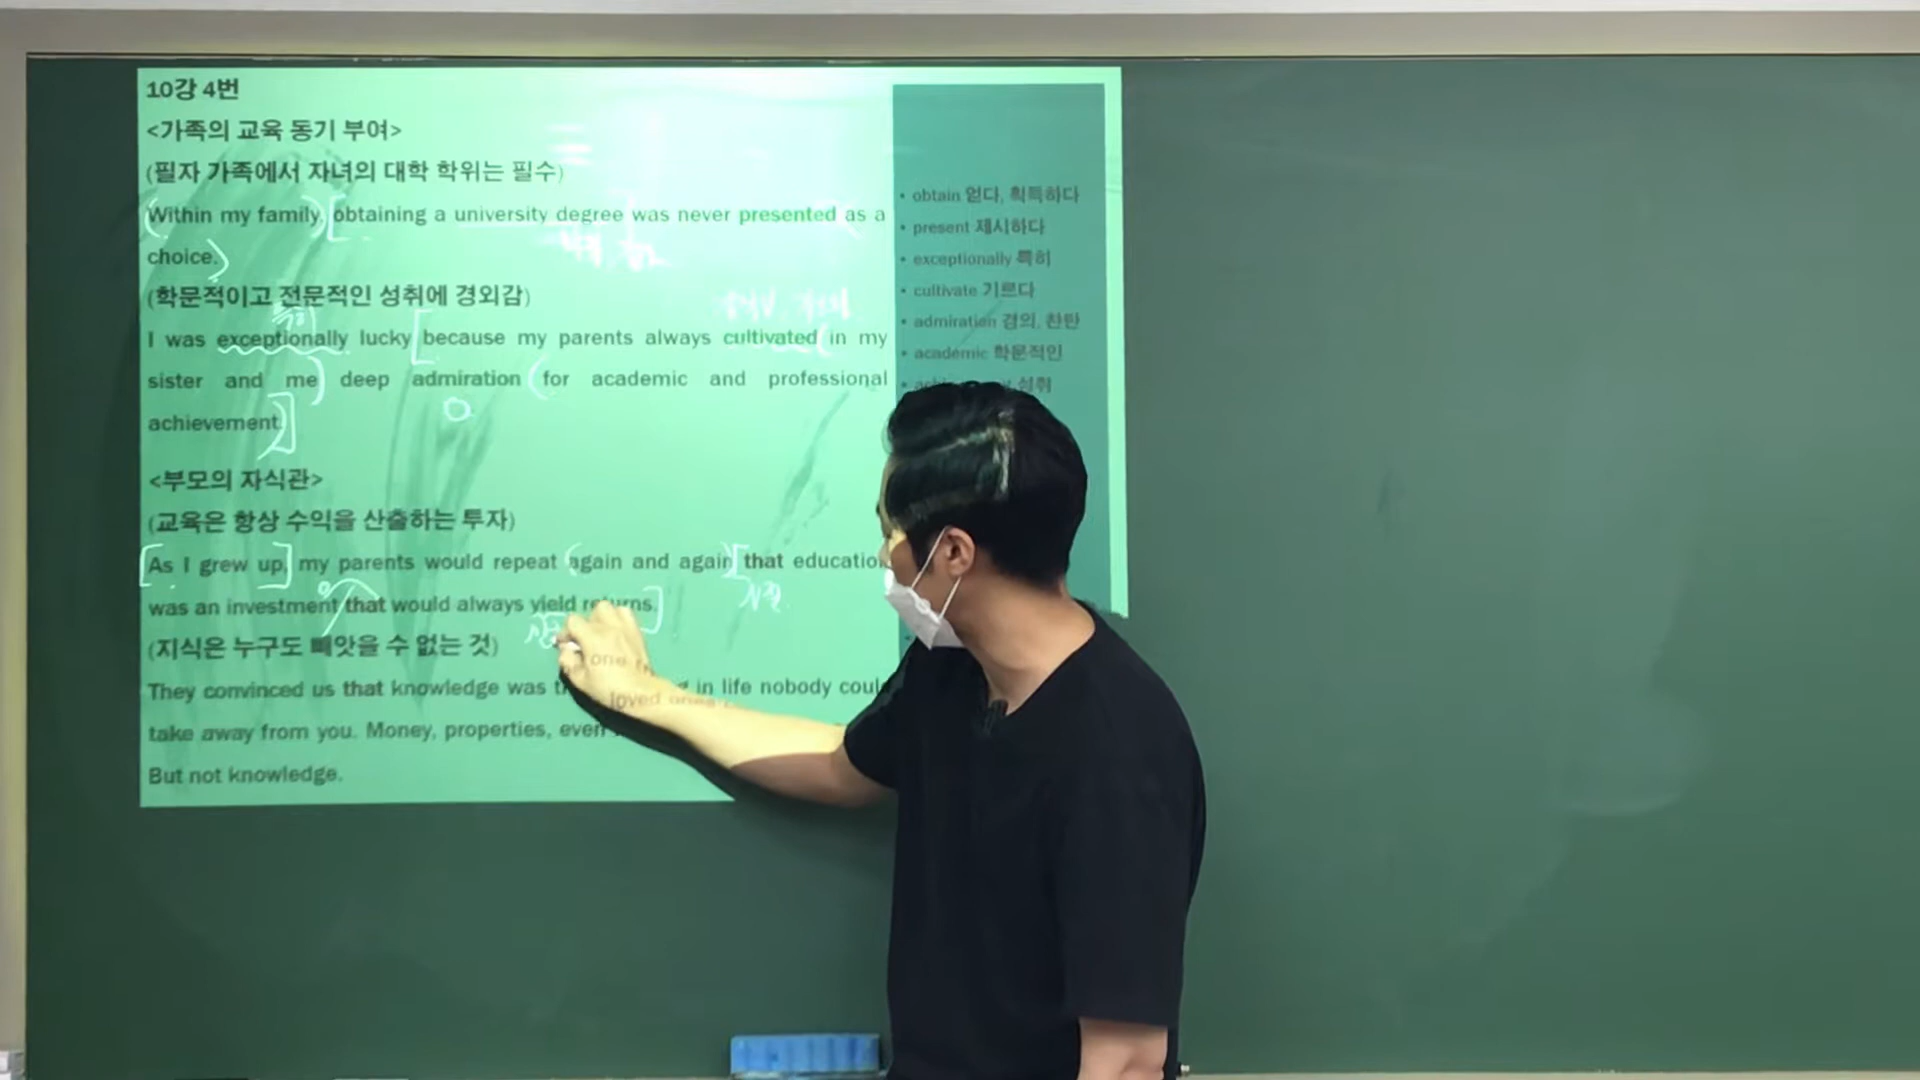 10강 4번
<가족의 교육 동기 부여>
(필자 가족에서 자녀의 대학 학위는 필수)
Within my family, obtaining a university degree was never presented as a
choice.
(학문적이고 전문적인 성취에 경외감)
특히
I was exceptionally lucky because my parents always cultivated in my
sister and me deep admiration for academic and professional
achievement.
<부모의 자식관>
(교육은 항상 수익을 산출하는 투자)
As I grew up, my parents would repeat again and again that education
was an investment that would always yield returns.
(지식은 누구도 빼앗을 수 없는 것)
They convinced us that knowledge was in life nobody could
take away from you. Money, properties, even loved ones
But not knowledge.
• obtain 얻다, 획득하다
• present 제시하다
• exceptionally 특히
• cultivate 기르다
• admiration 경의, 찬탄
• academic 학문적인
성취